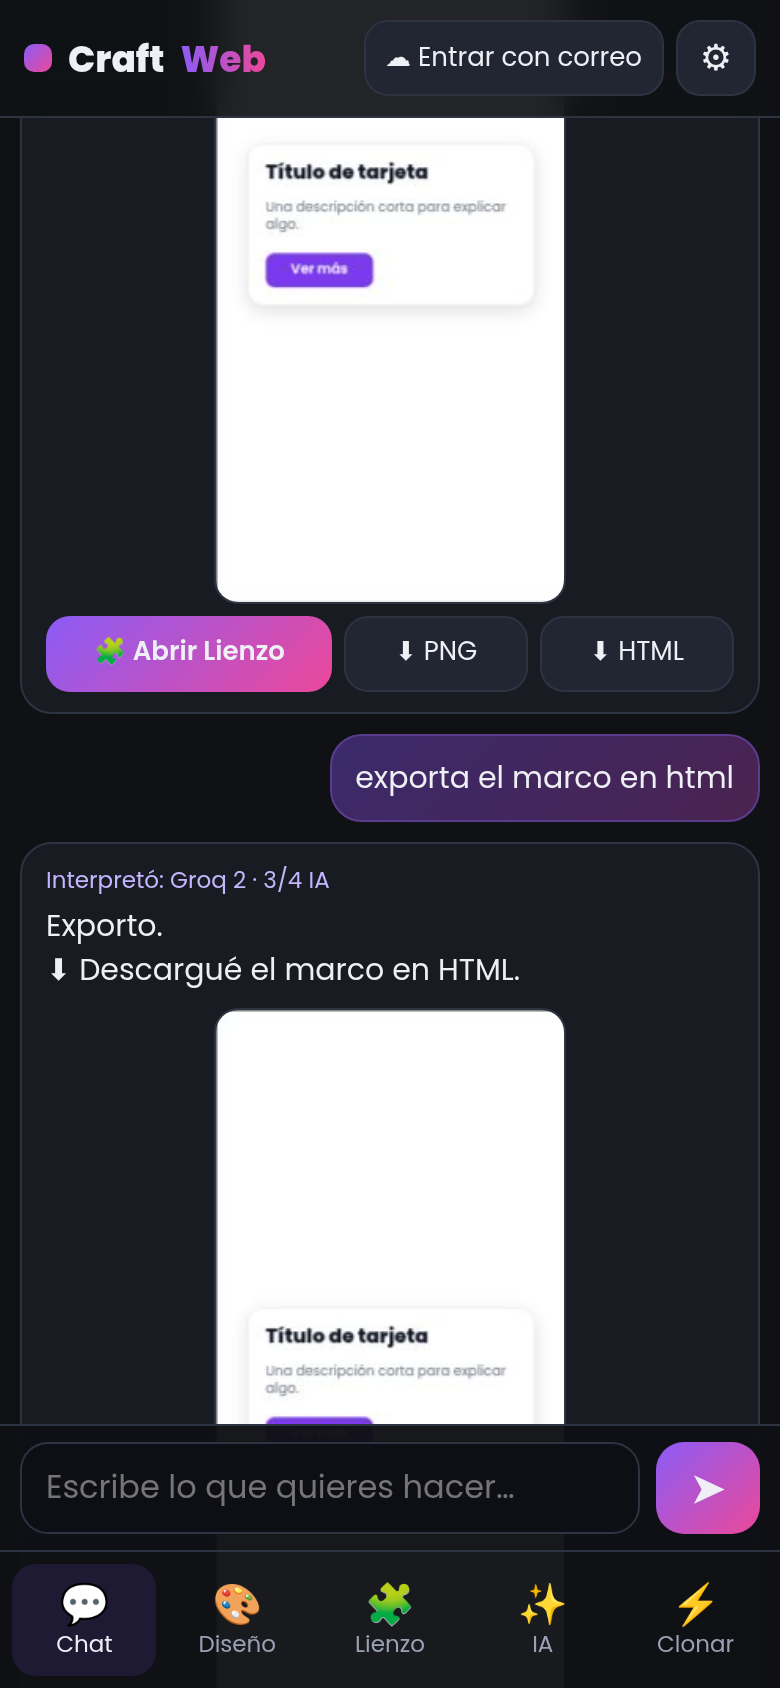 Craft Web
☁ Entrar con correo
Título de tarjeta
Una descripción corta para explicar
algo.
Ver más
Abrir Lienzo
⬇ PNG
⬇ HTML
exporta el marco en html
Interpretó: Groq 2 · 3/4 IA
Exporto.
⬇ Descargué el marco en HTML.
Título de tarjeta
Una descripción corta para explicar
algo.
Escribe lo que quieres hacer...
Chat
Diseño
Lienzo
IA
Clonar